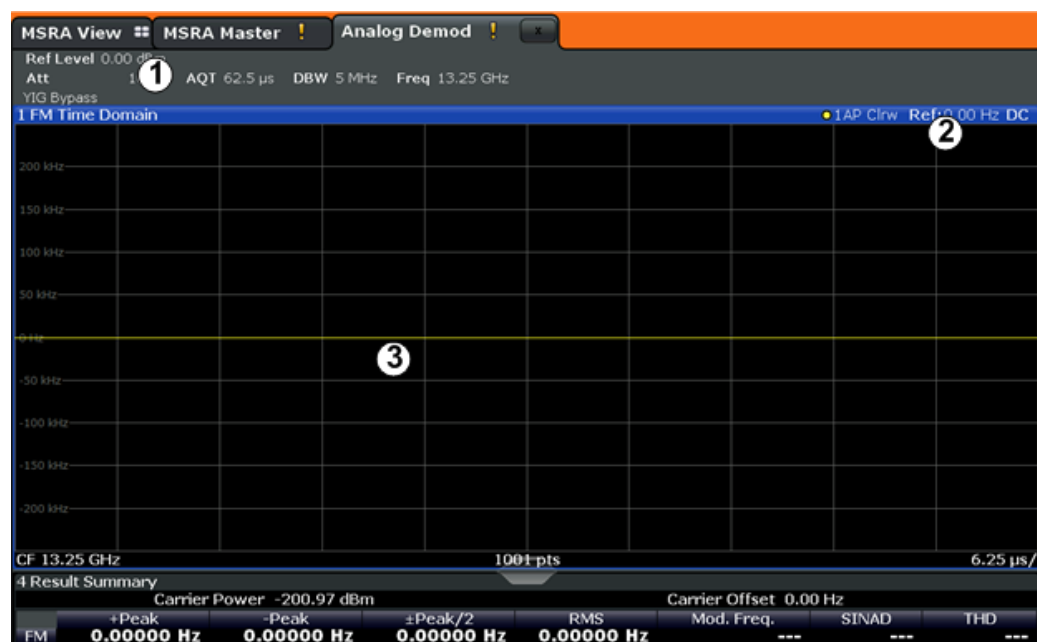 MSRA View MSRA Master ! Analog Demod ! x
Ref Level 0.00
1
Att 1 AQT 62.5 µs DBW 5 MHz Freq 13.25 GHz
YIG Bypass
1 FM Time Domain 1AP Clrw Ref: 0.00 Hz DC
2
200 kHz
150 kHz
100 kHz
50 kHz
0 Hz
3
-50 kHz
-100 kHz
-150 kHz
-200 kHz
CF 13.25 GHz 1001 pts 6.25 µs/
4 Result Summary
Carrier Power -200.97 dBm Carrier Offset 0.00 Hz
+Peak -Peak ±Peak/2 RMS Mod. Freq. SINAD THD
FM 0.00000 Hz 0.00000 Hz 0.00000 Hz 0.00000 Hz --- --- ---